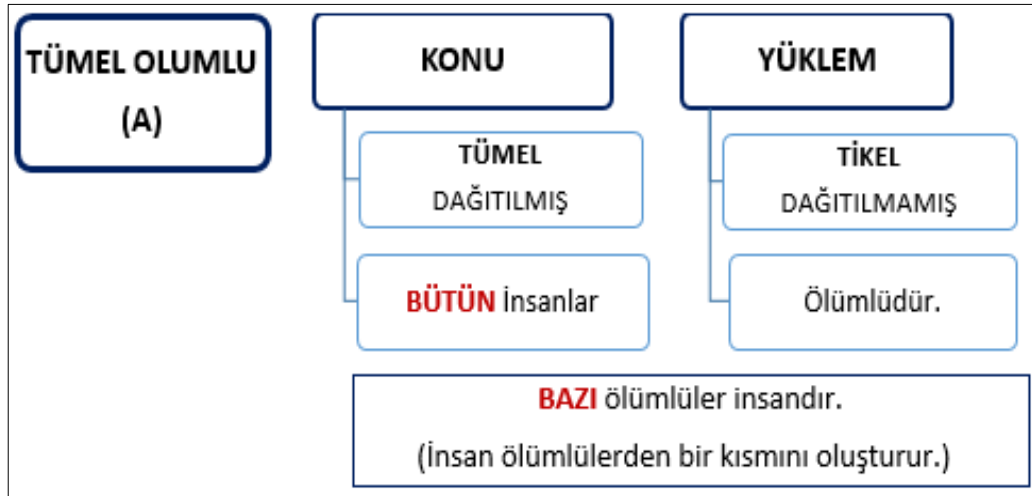 TÜMEL OLUMLU
(A)
KONU
TÜMEL
DAĞITILMIŞ
BÜTÜN İnsanlar
YÜKLEM
TİKEL
DAĞITILMAMIŞ
Ölümlüdür.
BAZI ölümlüler insandır.
(İnsan ölümlülerden bir kısmını oluşturur.)